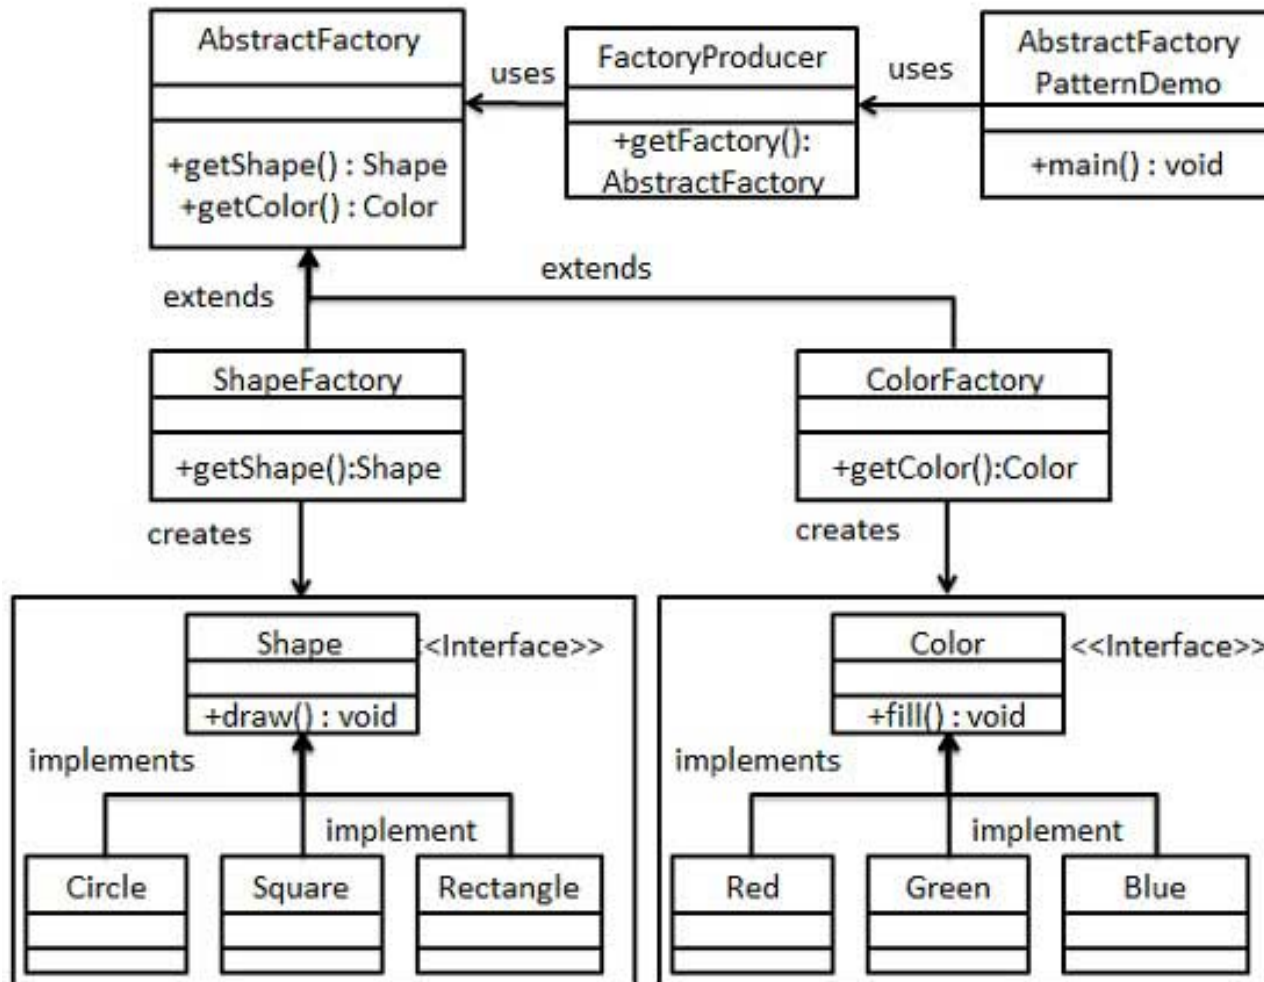 AbstractFactory
+getShape() : Shape
+getColor() : Color
uses
FactoryProducer
+getFactory():
AbstractFactory
uses
AbstractFactory
PatternDemo
+main() : void
extends
extends
ShapeFactory
+getShape():Shape
ColorFactory
+getColor():Color
creates
creates
Shape
<<Interface>>
+draw() : void
implements
implement
Circle
Square
Rectangle
Color
<<Interface>>
+fill() : void
implements
implement
Red
Green
Blue